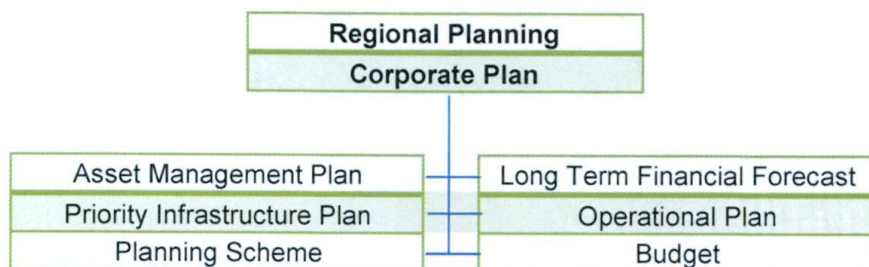 Regional Planning
Corporate Plan
Asset Management Plan
Long Term Financial Forecast
Priority Infrastructure Plan
Operational Plan
Planning Scheme
Budget